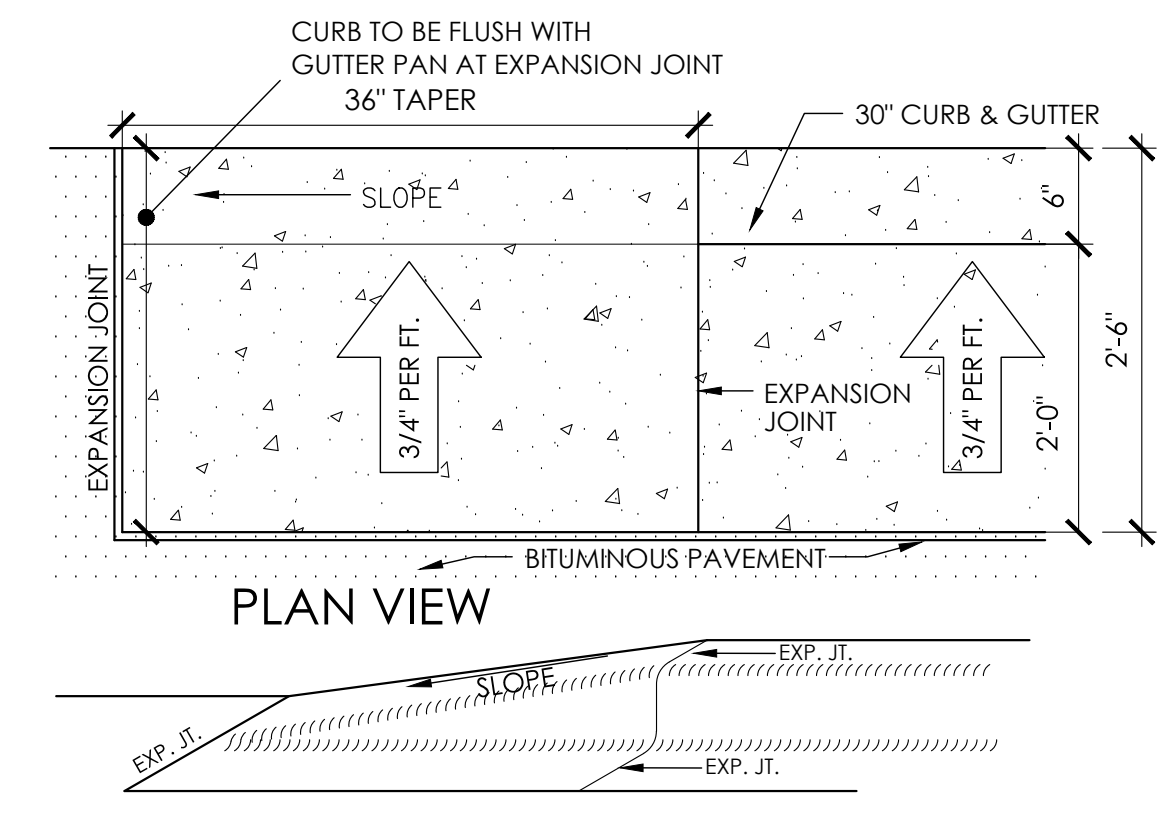 CURB TO BE FLUSH WITH
GUTTER PAN AT EXPANSION JOINT
36" TAPER
30" CURB & GUTTER
SLOPE
6"
EXPANSION JOINT
3/4" PER FT.
EXPANSION
JOINT
3/4" PER FT.
2'-0"
2'-6"
BITUMINOUS PAVEMENT
PLAN VIEW
EXP. JT.
SLOPE
EXP. JT.
EXP. JT.